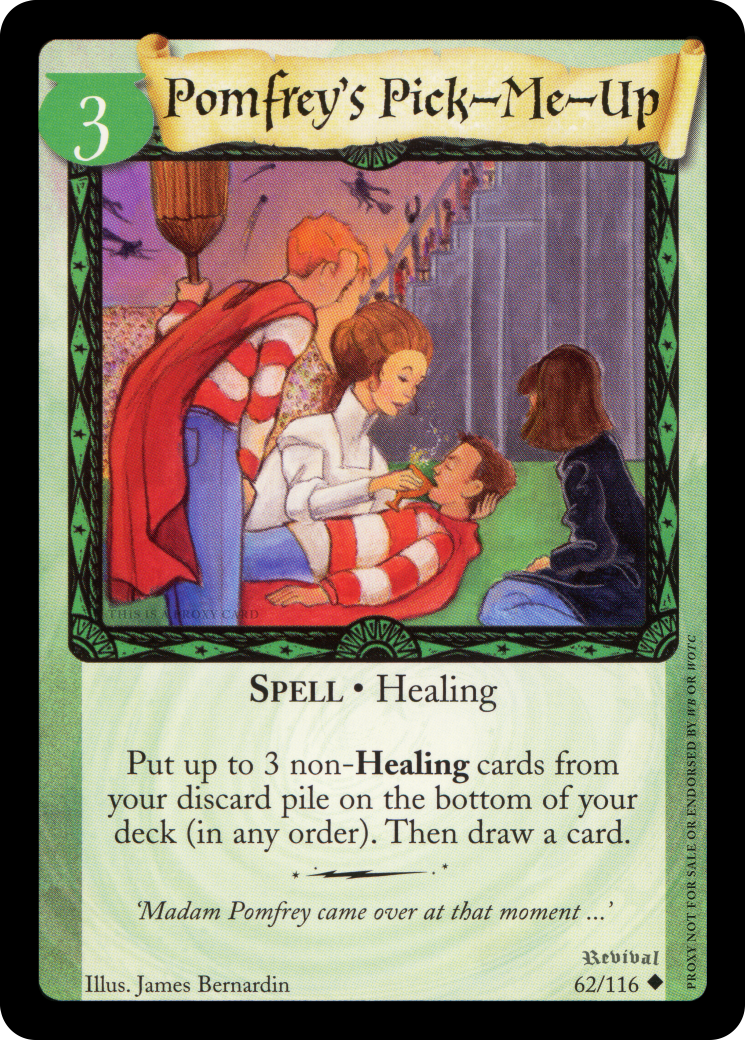 3
Pomfrey's Pick-Me-Up
THIS IS A PROXY CARD
SPELL • Healing
Put up to 3 non-Healing cards from
your discard pile on the bottom of your
deck (in any order). Then draw a card.
'Madam Pomfrey came over at that moment ...'
Revival
Illus. James Bernardin
62/116
PROXY NOT FOR SALE OR ENDORSED BY WB OR WOTC